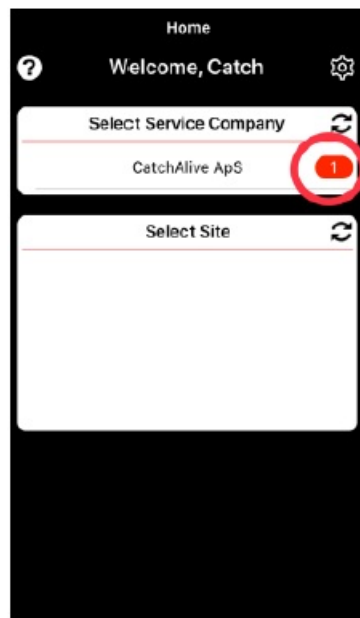 Home
Welcome, Catch
Select Service Company
CatchAlive ApS 1
Select Site